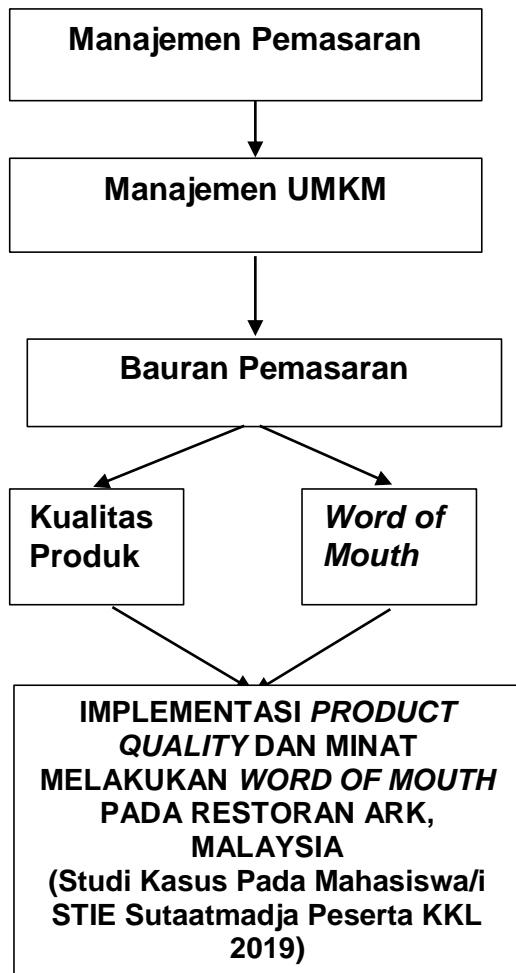 Manajemen Pemasaran
Manajemen UMKM
Bauran Pemasaran
Kualitas
Produk
Word of
Mouth
IMPLEMENTASI PRODUCT
QUALITY DAN MINAT
MELAKUKAN WORD OF MOUTH
PADA RESTORAN ARK,
MALAYSIA
(Studi Kasus Pada Mahasiswa/i
STIE Sutaatmadja Peserta KKL
2019)